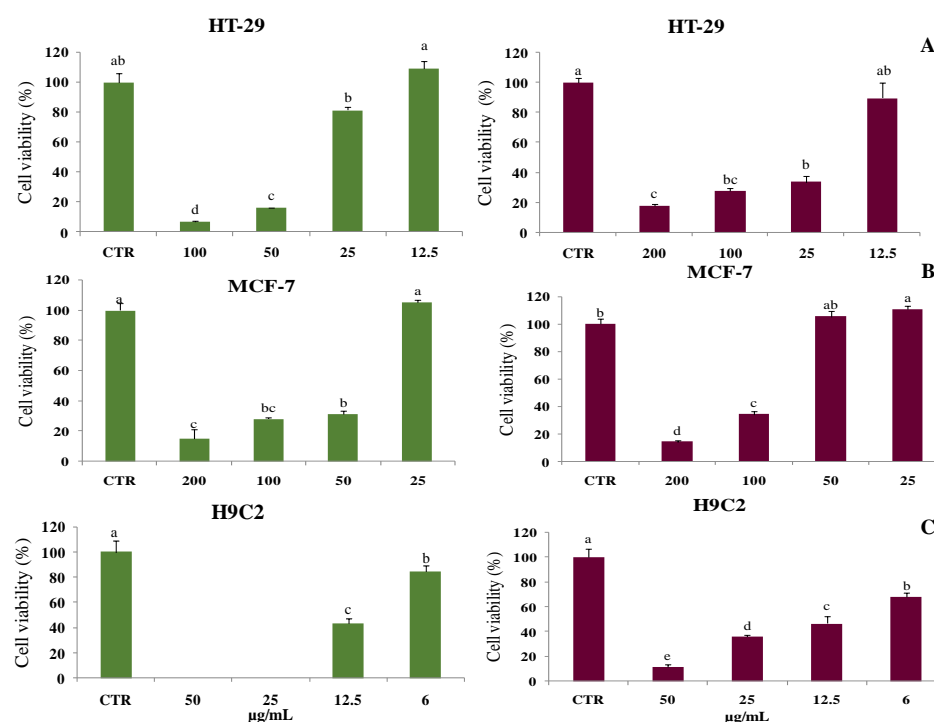 HT-29
HT-29
A
Cell viability (%)
120
100
80
60
40
20
0
ab
d
c
b
a
CTR 100 50 25 12.5
Cell viability (%)
120
100
80
60
40
20
0
a
c
bc
b
ab
CTR 200 100 25 12.5
MCF-7
MCF-7
B
Cell viability (%)
120
100
80
60
40
20
0
a
c
bc
b
a
CTR 200 100 50 25
Cell viability (%)
120
100
80
60
40
20
0
b
d
c
ab
a
CTR 200 100 50 25
H9C2
H9C2
C
Cell viability (%)
120
100
80
60
40
20
0
a
c
b
CTR 50 25 12.5 6
µg/mL
Cell viability (%)
120
100
80
60
40
20
0
a
e
d
c
b
CTR 50 25 12.5 6
µg/mL